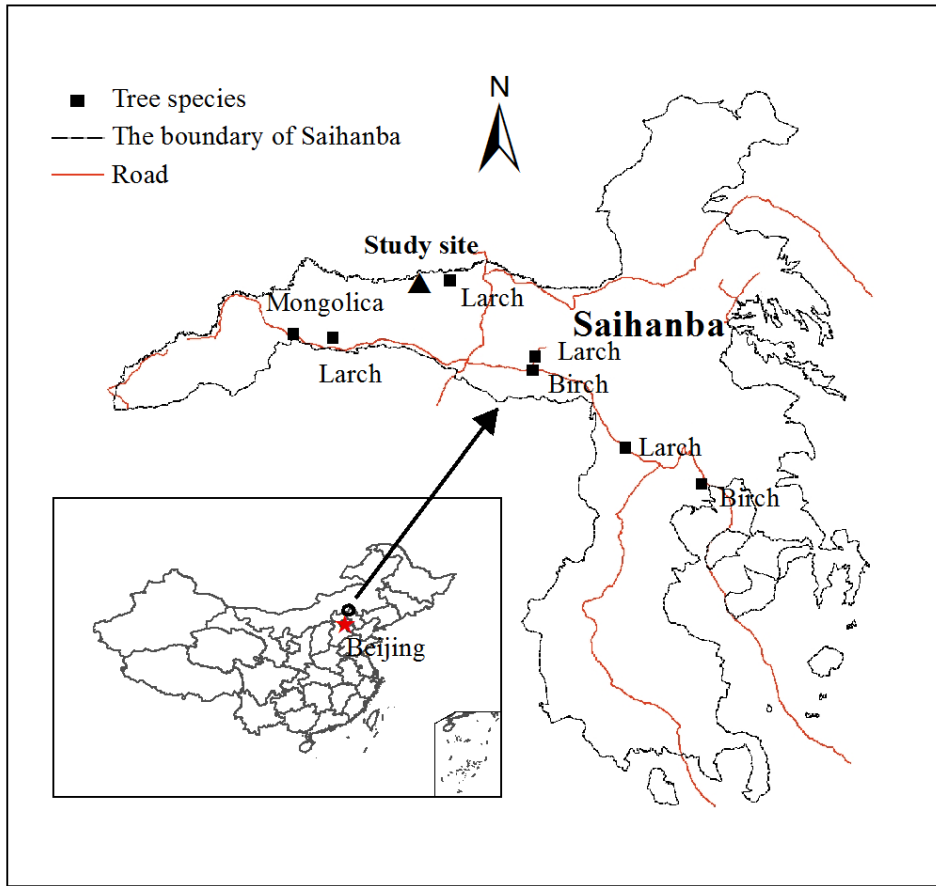 N
Tree species
The boundary of Saihanba
Road
Study site
Mongolica
Larch
Saihanba
Larch
Larch
Birch
Larch
Birch
Beijing